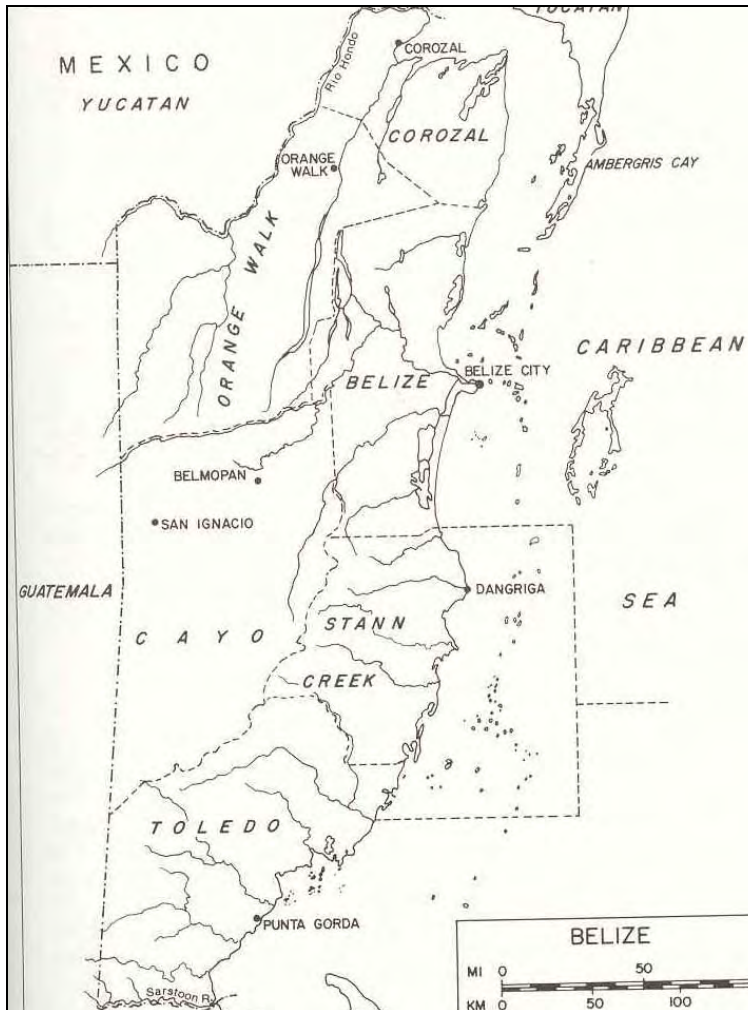 YUCATAN
MEXICO
YUCATAN
Rio Hondo
COROZAL
COROZAL
ORANGE
WALK
AMBERGRIS CAY
ORANGE WALK
CARIBBEAN
BELIZE
BELIZE CITY
BELMOPAN
SAN IGNACIO
GUATEMALA
DANGRIGA
SEA
CAYO
STANN
CREEK
TOLEDO
PUNTA GORDA
Sarstoon R.
BELIZE
MI 0 50
KM 0 50 100